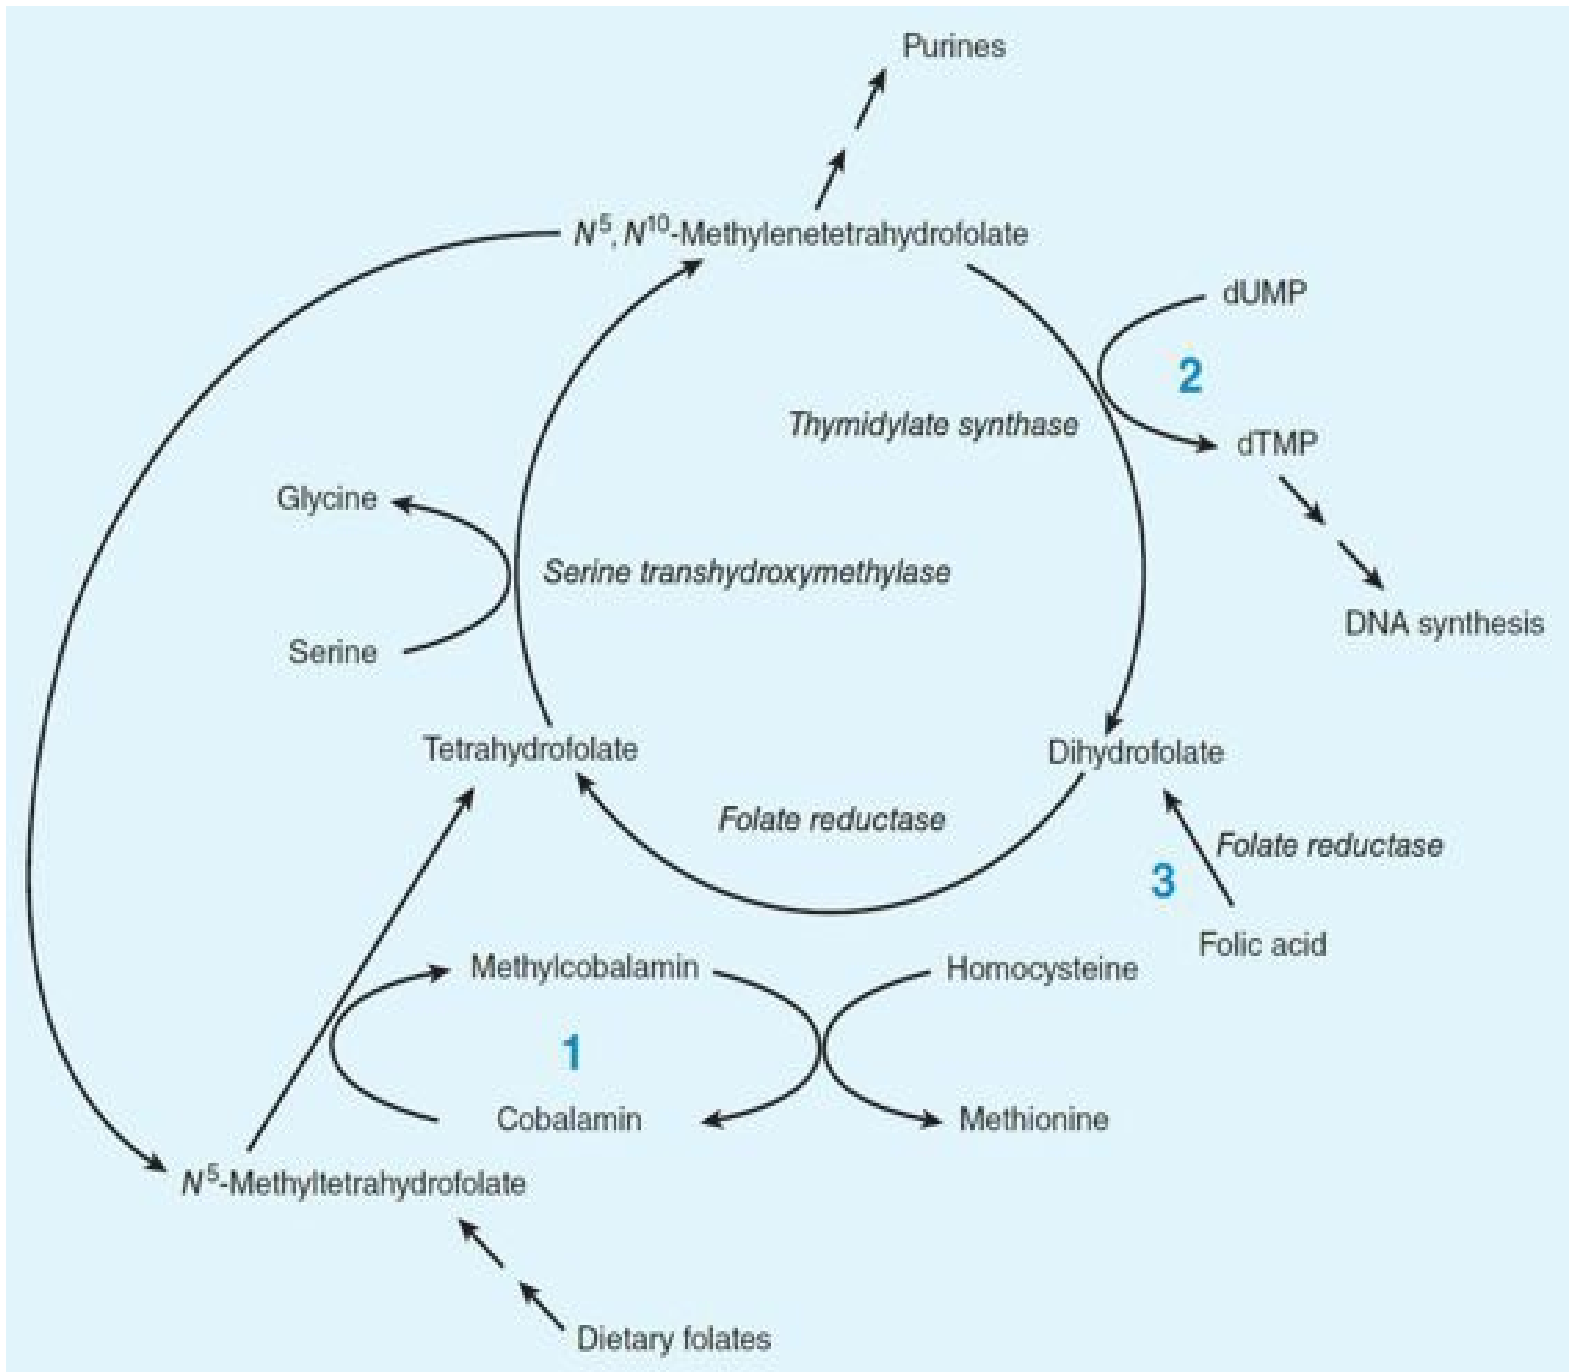 Purines
N5, N10-Methylenetetrahydrofolate
dUMP
2
Thymidylate synthase
dTMP
Glycine
Serine transhydroxymethylase
DNA synthesis
Serine
Tetrahydrofolate
Dihydrofolate
Folate reductase
Folate reductase
3
Folic acid
Methylcobalamin
Homocysteine
1
Cobalamin
Methionine
N5-Methyltetrahydrofolate
Dietary folates